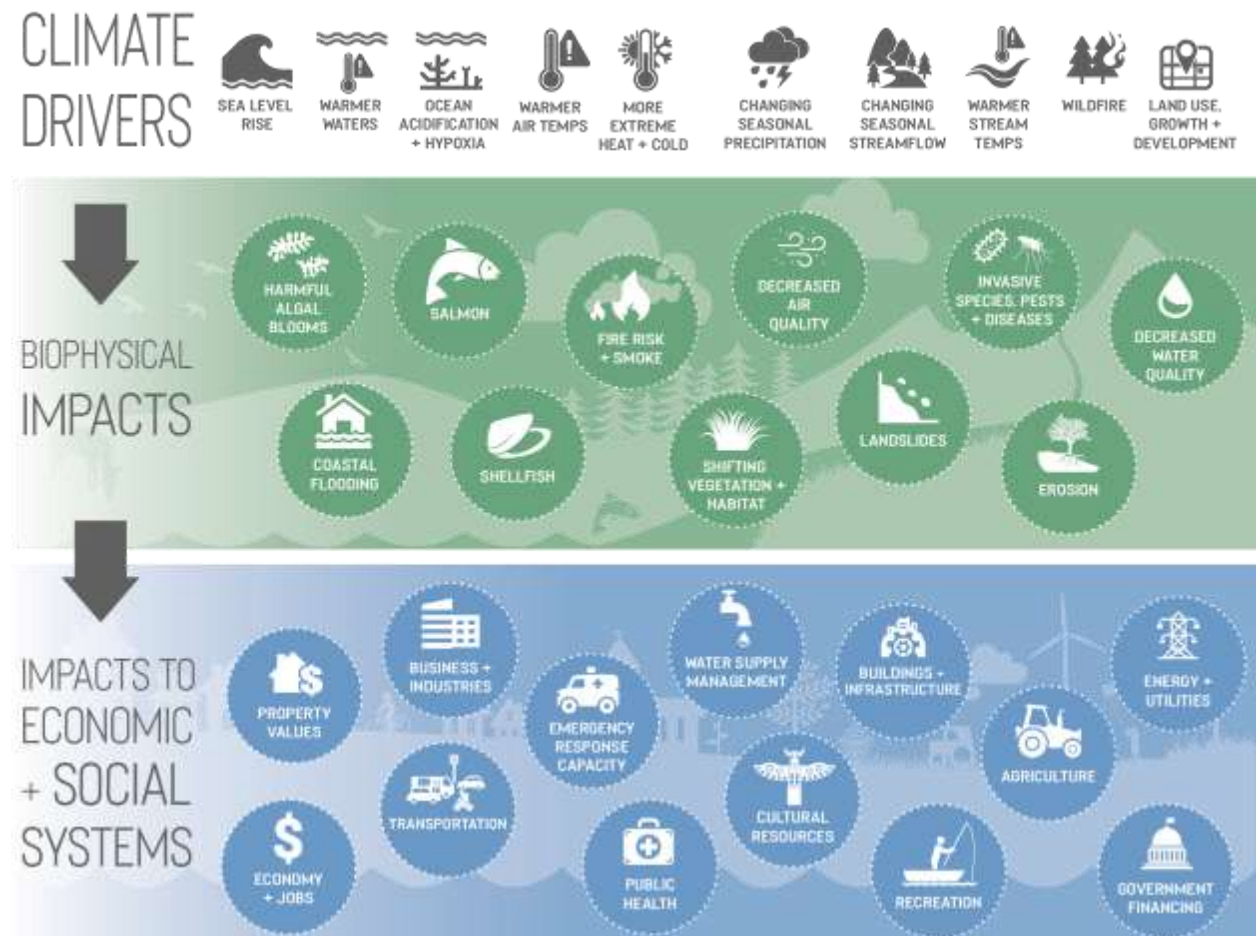 CLIMATE
DRIVERS
SEA LEVEL
RISE
WARMER
WATERS
OCEAN
ACIDIFICATION
+ HYPOXIA
WARMER
AIR TEMPS
MORE
EXTREME
HEAT + COLD
CHANGING
SEASONAL
PRECIPITATION
CHANGING
SEASONAL
STREAMFLOW
WARMER
STREAM
TEMPS
WILDFIRE
LAND USE,
GROWTH +
DEVELOPMENT
BIOPHYSICAL
IMPACTS
HARMFUL
ALGAL
BLOOMS
SALMON
FIRE RISK
+ SMOKE
DECREASED
AIR
QUALITY
INVASIVE
SPECIES, PESTS
+ DISEASES
DECREASED
WATER
QUALITY
COASTAL
FLOODING
SHELLFISH
SHIFTING
VEGETATION +
HABITAT
LANDSLIDES
EROSION
IMPACTS TO
ECONOMIC
+ SOCIAL
SYSTEMS
PROPERTY
VALUES
BUSINESS +
INDUSTRIES
EMERGENCY
RESPONSE
CAPACITY
WATER SUPPLY
MANAGEMENT
BUILDINGS +
INFRASTRUCTURE
AGRICULTURE
ENERGY +
UTILITIES
ECONOMY
+ JOBS
TRANSPORTATION
PUBLIC
HEALTH
CULTURAL
RESOURCES
RECREATION
GOVERNMENT
FINANCING